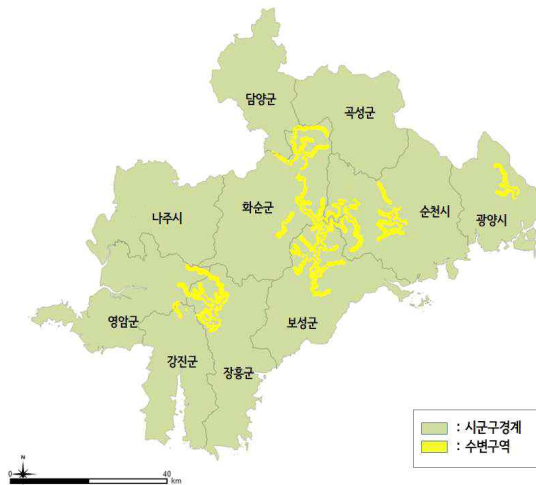 담양군
곡성군
나주시
화순군
순천시
광양시
영암군
보성군
강진군
장흥군
: 시군구경계
: 수변구역
N
0
40
km